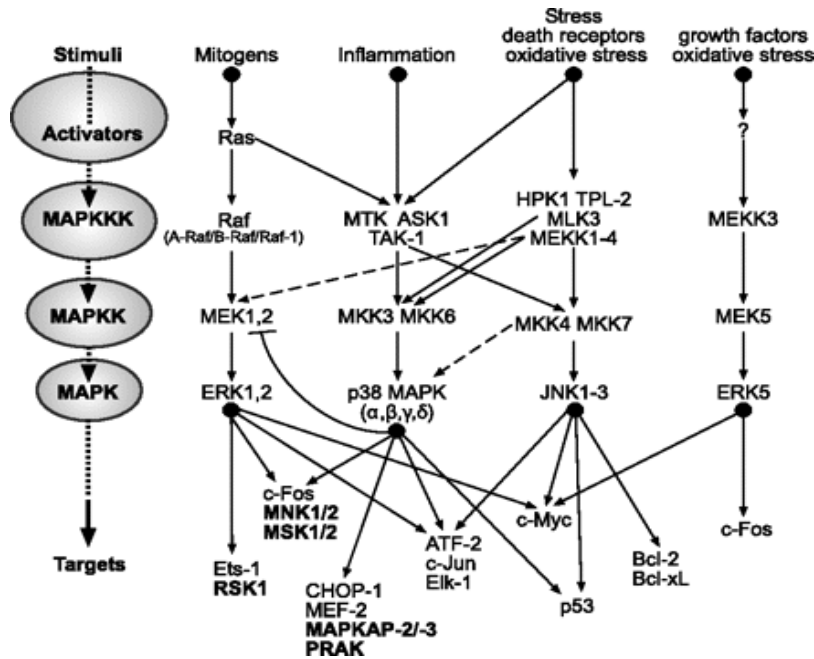 Stimuli
Mitogens
Inflammation
Stress
death receptors
oxidative stress
growth factors
oxidative stress
Activators
Ras
?
MAPKKK
Raf
(A-Raf/B-Raf/Raf-1)
MTK ASK1
TAK-1
HPK1 TPL-2
MLK3
MEKK1-4
MEKK3
MAPKK
MEK1,2
MKK3 MKK6
MKK4 MKK7
MEK5
MAPK
ERK1,2
p38 MAPK
(α,β,γ,δ)
JNK1-3
ERK5
Targets
Ets-1
RSK1
c-Fos
MNK1/2
MSK1/2
CHOP-1
MEF-2
MAPKAP-2/-3
PRAK
ATF-2
c-Jun
Elk-1
c-Myc
p53
Bcl-2
Bcl-xL
c-Fos